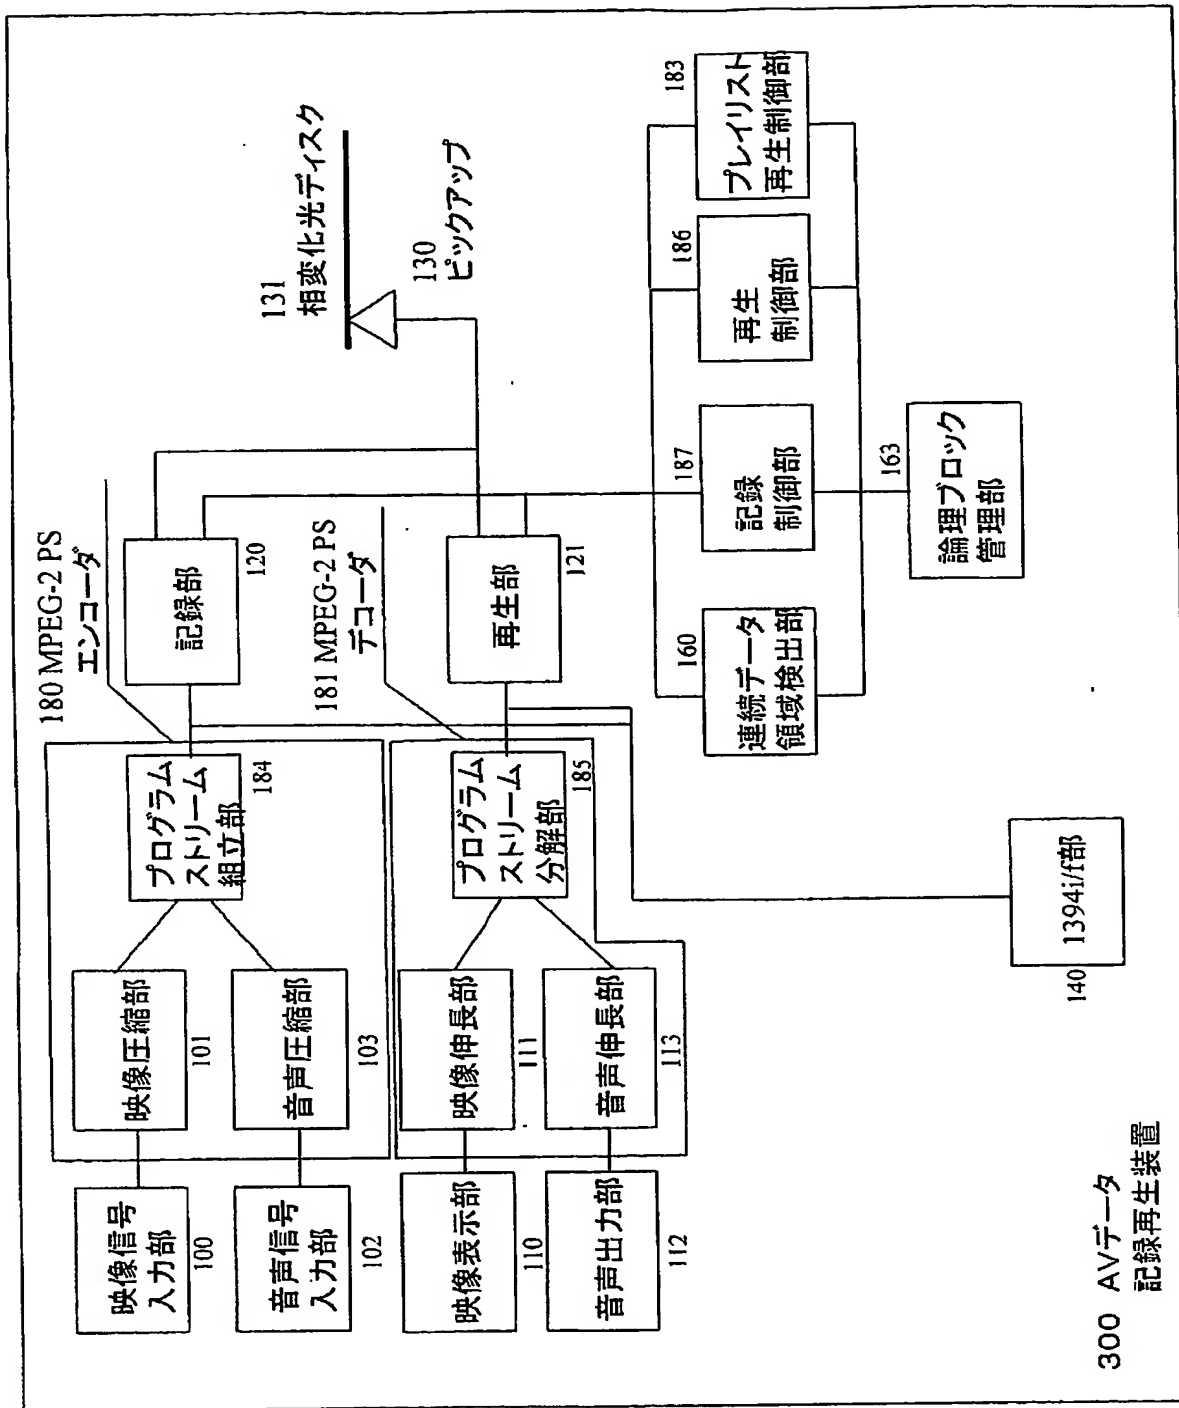 180 MPEG-2 PS
エンコーダ
映像信号
入力部
100
映像圧縮部
101
プログラム
ストリーム
組立部
184
記録部
120
音声信号
入力部
102
音声圧縮部
103
131
相変化光ディスク
130
ピックアップ
181 MPEG-2 PS
デコーダ
映像表示部
110
映像伸長部
111
プログラム
ストリーム
分解部
185
再生部
121
音声出力部
112
音声伸長部
113
160
連続データ
領域検出部
187
記録
制御部
186
再生
制御部
183
プレイリスト
再生制御部
163
論理ブロック
管理部
140
1394i/f部
300 AVデータ
記録再生装置